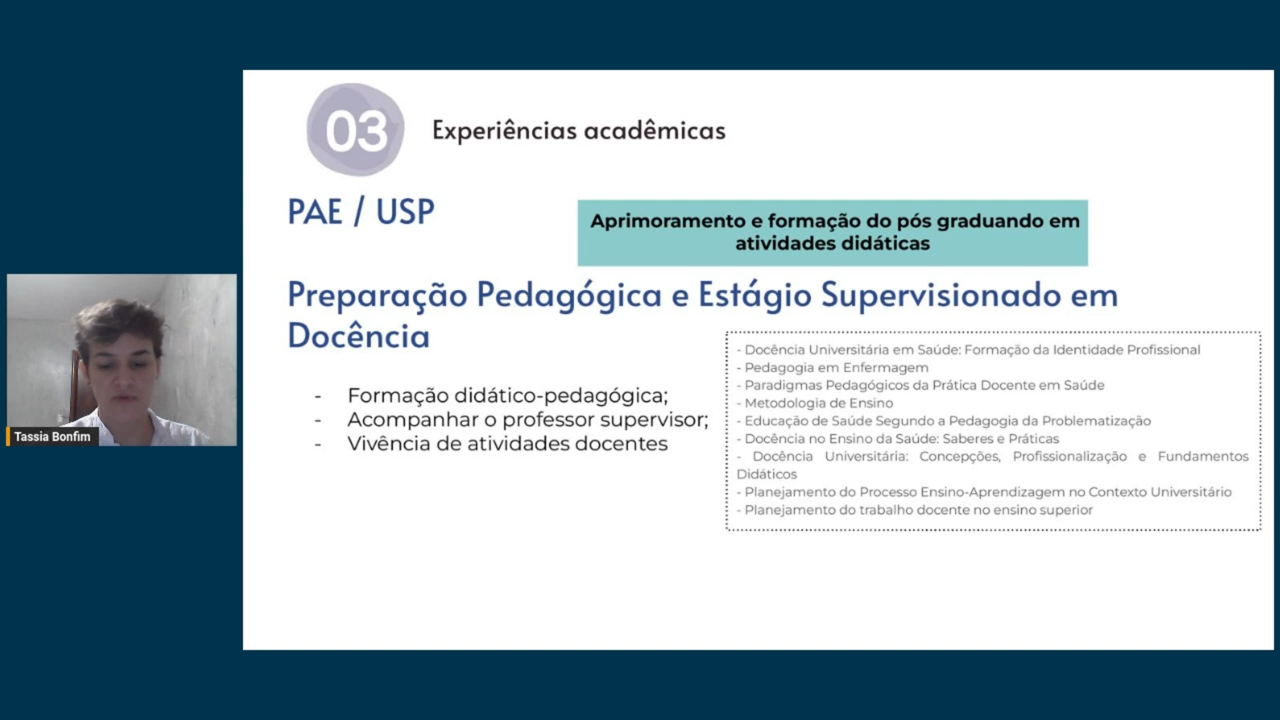 03
Experiências acadêmicas
PAE / USP
Aprimoramento e formação do pós graduando em
atividades didáticas
Preparação Pedagógica e Estágio Supervisionado em
Docência
- Formação didático-pedagógica;
- Acompanhar o professor supervisor;
- Vivência de atividades docentes
- Docência Universitária em Saúde: Formação da Identidade Profissional
- Pedagogia em Enfermagem
- Paradigmas Pedagógicos da Prática Docente em Saúde
- Metodologia de Ensino
- Educação de Saúde Segundo a Pedagogia da Problematização
- Docência no Ensino da Saúde: Saberes e Práticas
- Docência Universitária: Concepções, Profissionalização e Fundamentos
Didáticos
- Planejamento do Processo Ensino-Aprendizagem no Contexto Universitário
- Planejamento do trabalho docente no ensino superior
Tassia Bonfim